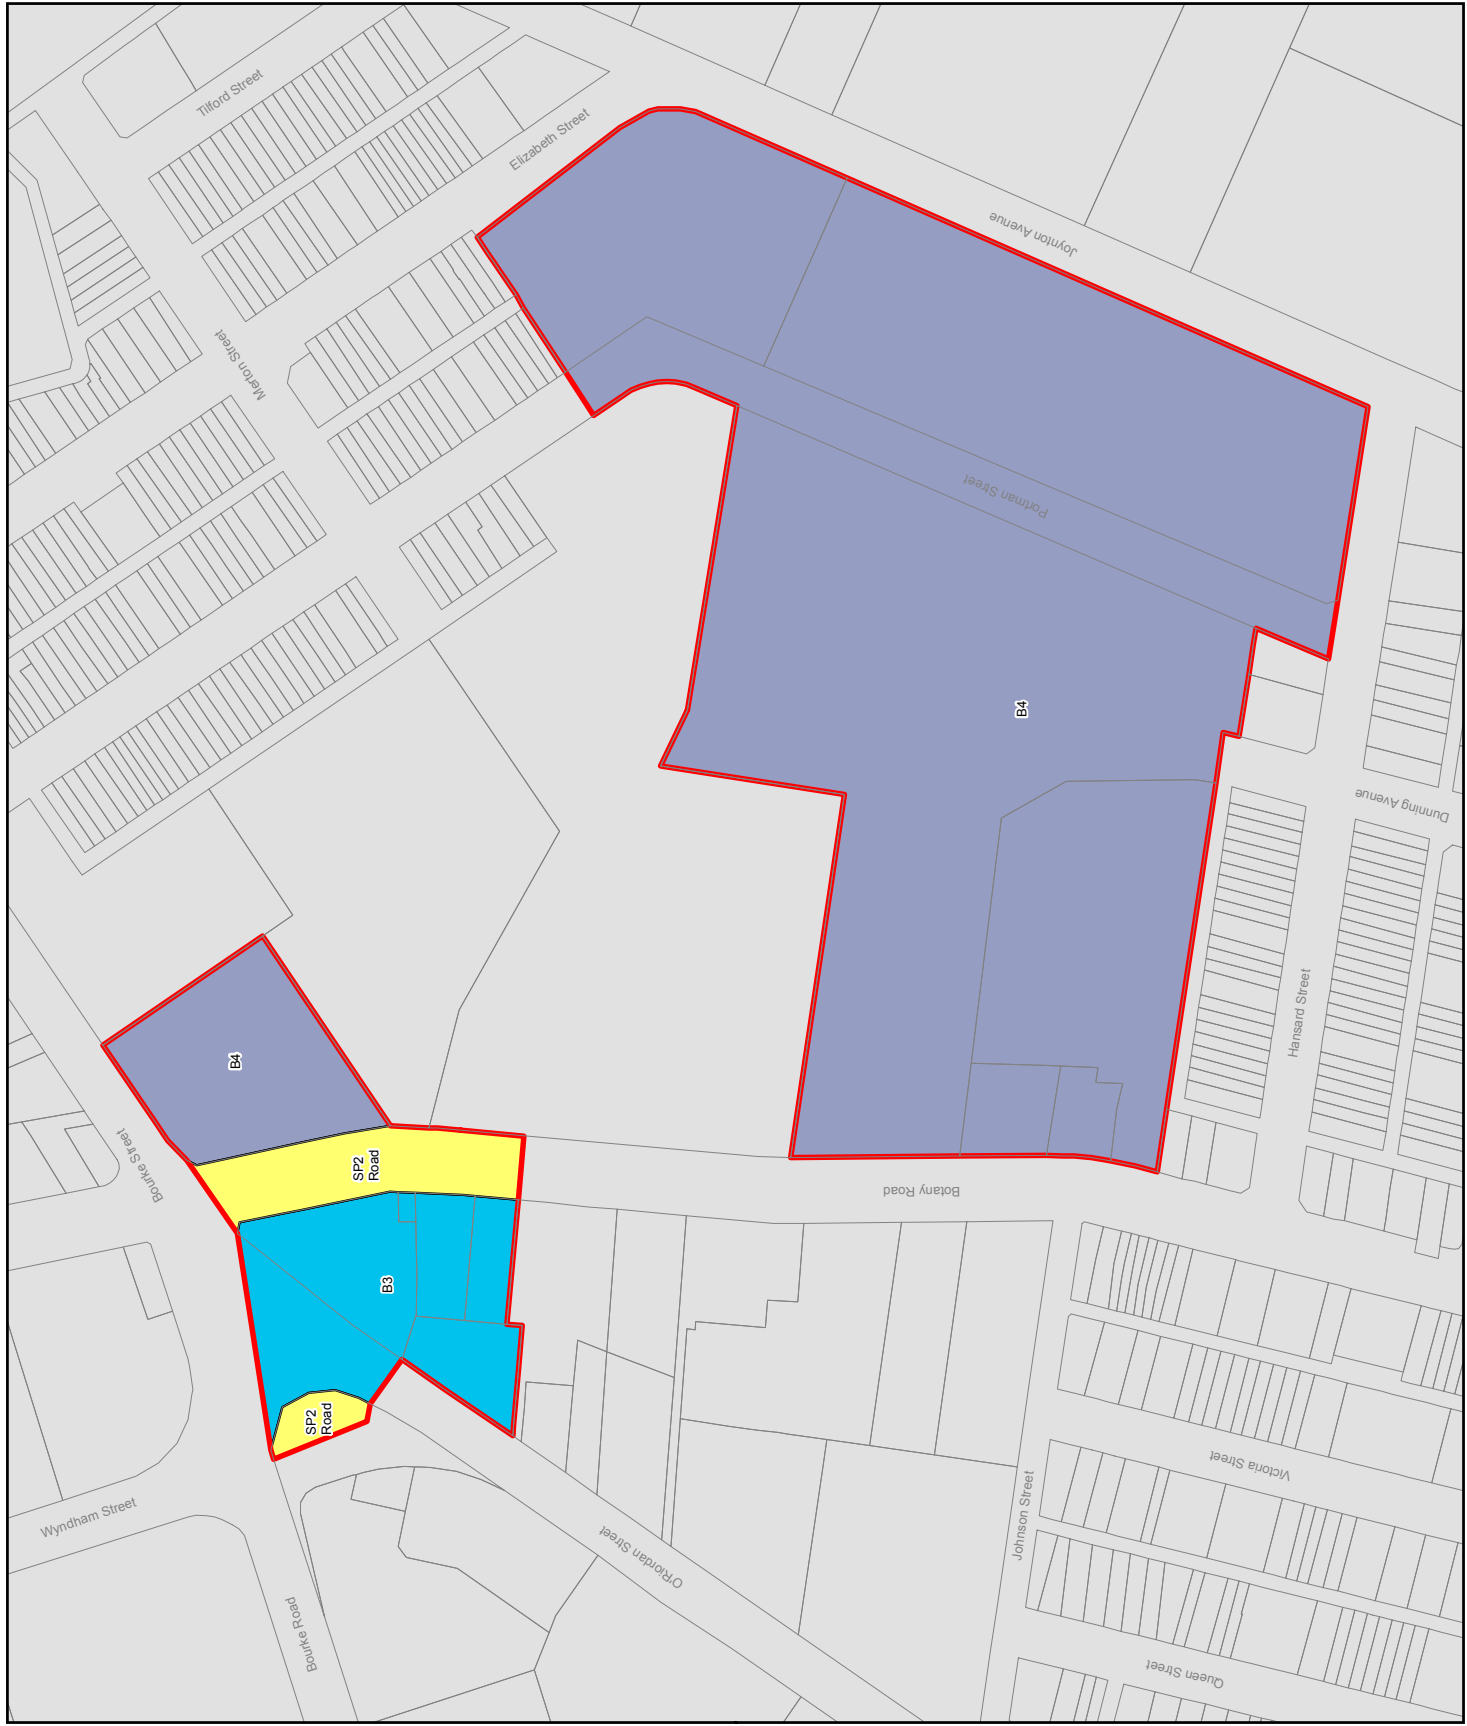 Tilford Street
Elizabeth Street
Joynton Avenue
Merton Street
Portman Street
B4
Dunning Avenue
Hansard Street
B4
Bourke Street
SP2
Road
Botany Road
B3
SP2
Road
Wyndham Street
Victoria Street
Johnson Street
O'Riordan Street
Bourke Road
Queen Street